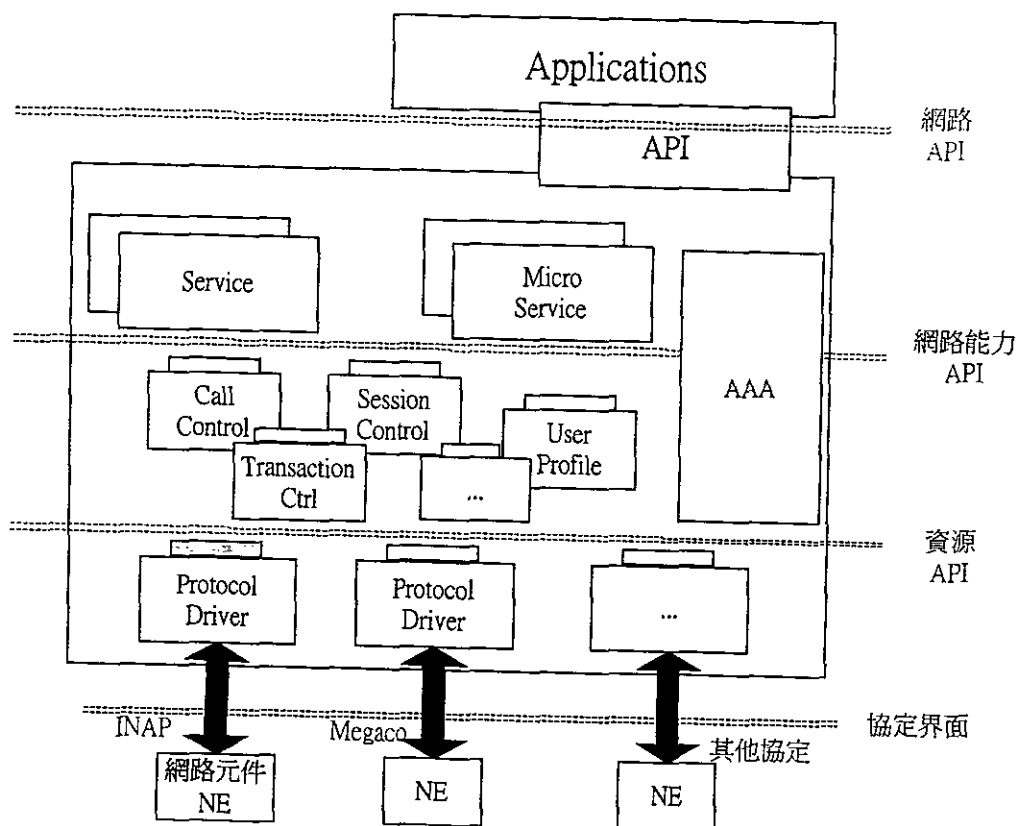 Applications
API
網路
API
Service
Micro
Service
AAA
網路能力
API
Call
Control
Session
Control
User
Profile
Transaction
Ctrl
...
資源
API
Protocol
Driver
Protocol
Driver
...
INAP
Megaco
其他協定
協定界面
網路元件
NE
NE
NE